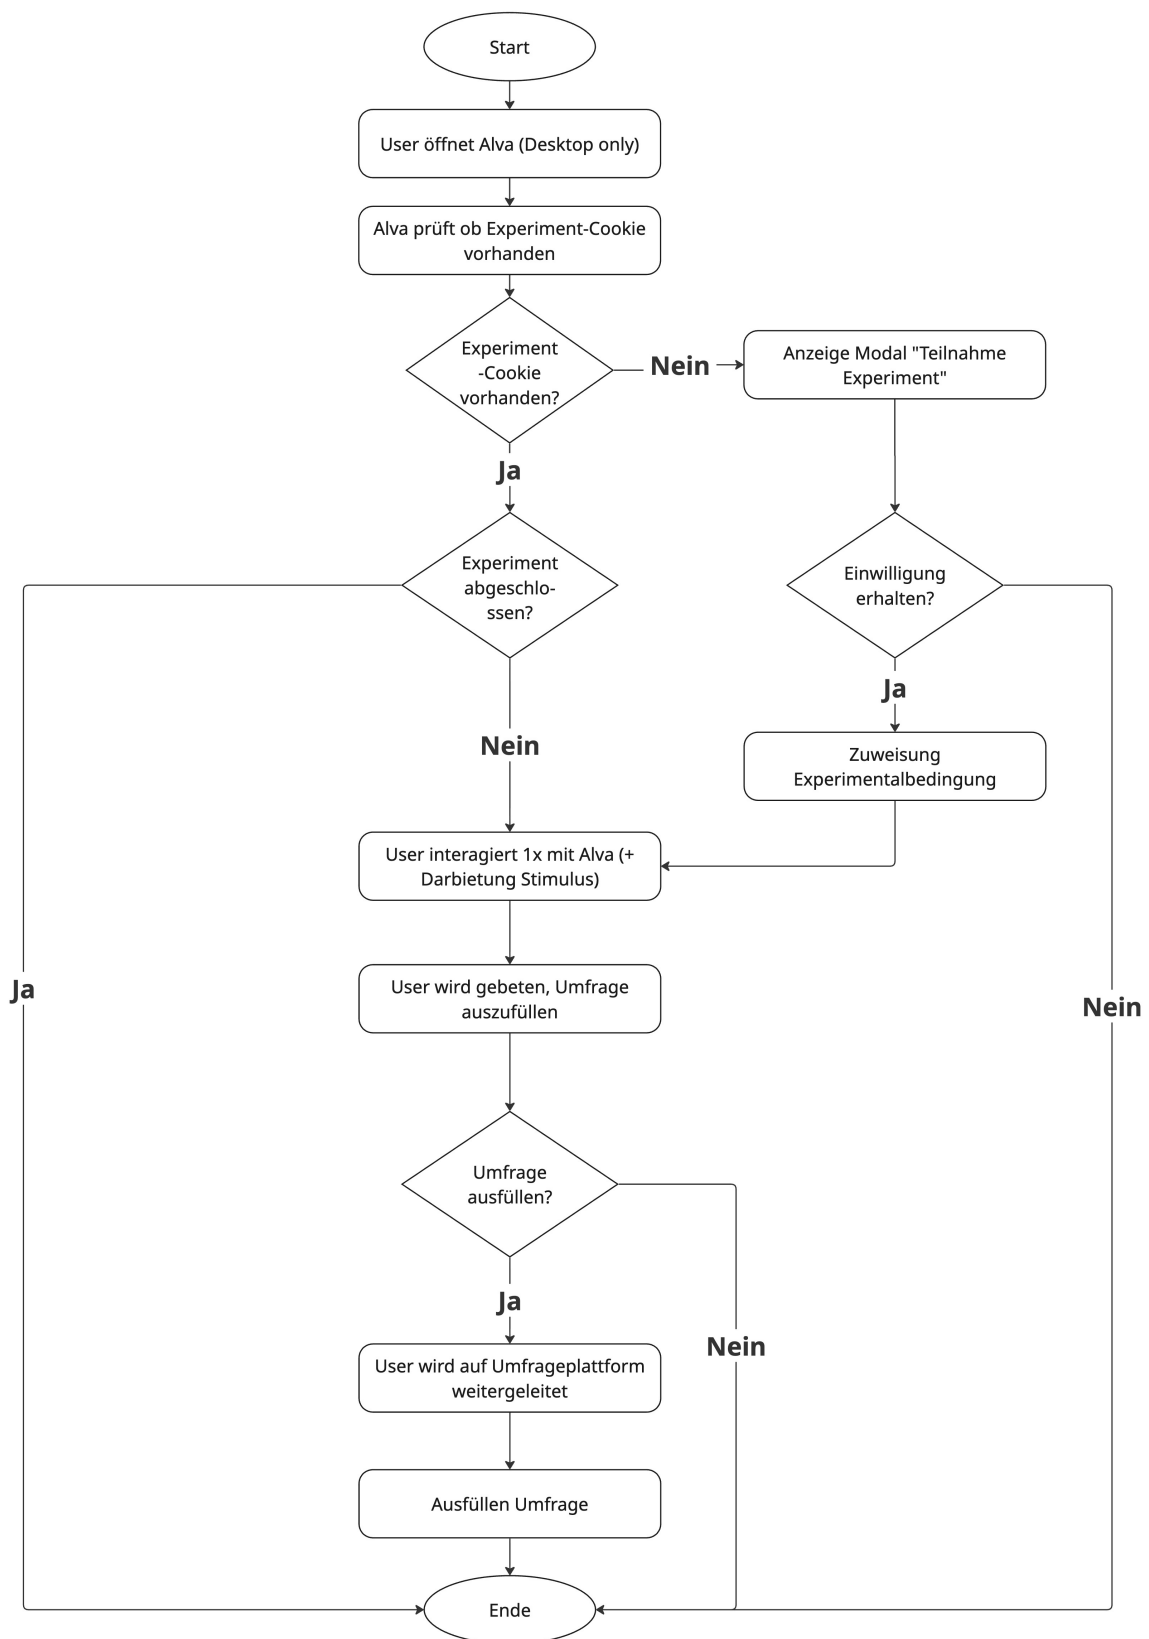 Start
User öffnet Alva (Desktop only)
Alva prüft ob Experiment-Cookie
vorhanden
Experiment
-Cookie
vorhanden?
Nein
Anzeige Modal "Teilnahme
Experiment"
Ja
Experiment
abgeschlo-
ssen?
Einwilligung
erhalten?
Ja
Nein
Zuweisung
Experimentalbedingung
User interagiert 1x mit Alva (+
Darbietung Stimulus)
Ja
User wird gebeten, Umfrage
auszufüllen
Nein
Umfrage
ausfüllen?
Ja
Nein
User wird auf Umfrageplattform
weitergeleitet
Ausfüllen Umfrage
Ende